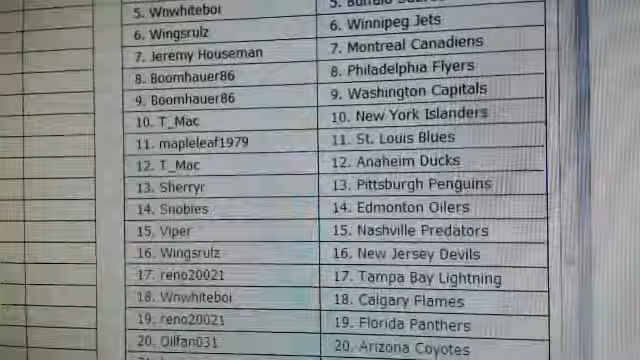 5. Wnwhiteboi 5. Buffalo
6. Wingsrulz 6. Winnipeg Jets
7. Jeremy Houseman 7. Montreal Canadiens
8. Boomhauer86 8. Philadelphia Flyers
9. Boomhauer86 9. Washington Capitals
10. T_Mac 10. New York Islanders
11. mapleleaf1979 11. St. Louis Blues
12. T_Mac 12. Anaheim Ducks
13. Sherryr 13. Pittsburgh Penguins
14. Snobies 14. Edmonton Oilers
15. Viper 15. Nashville Predators
16. Wingsrulz 16. New Jersey Devils
17. reno20021 17. Tampa Bay Lightning
18. Wnwhiteboi 18. Calgary Flames
19. reno20021 19. Florida Panthers
20. Oilfan031 20. Arizona Coyotes